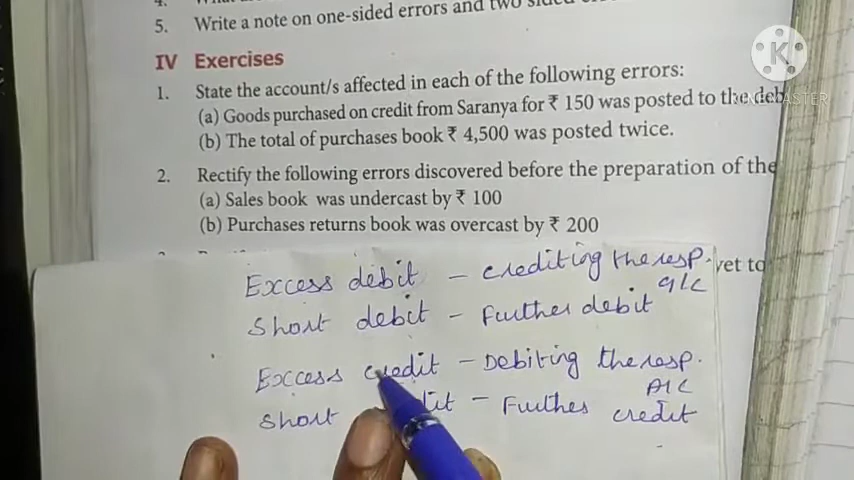 5. Write a note on one-sided errors and two sided
IV Exercises
1. State the account/s affected in each of the following errors:
(a) Goods purchased on credit from Saranya for ₹ 150 was posted to the deb
(b) The total of purchases book ₹ 4,500 was posted twice.
2. Rectify the following errors discovered before the preparation of the
(a) Sales book was undercast by ₹ 100
(b) Purchases returns book was overcast by ₹ 200
yet to
Excess debit - crediting the resp.
a/c
Short debit - Further debit
Excess credit - Debiting the resp.
A/C
Short dit - Further credit
K
MASTER